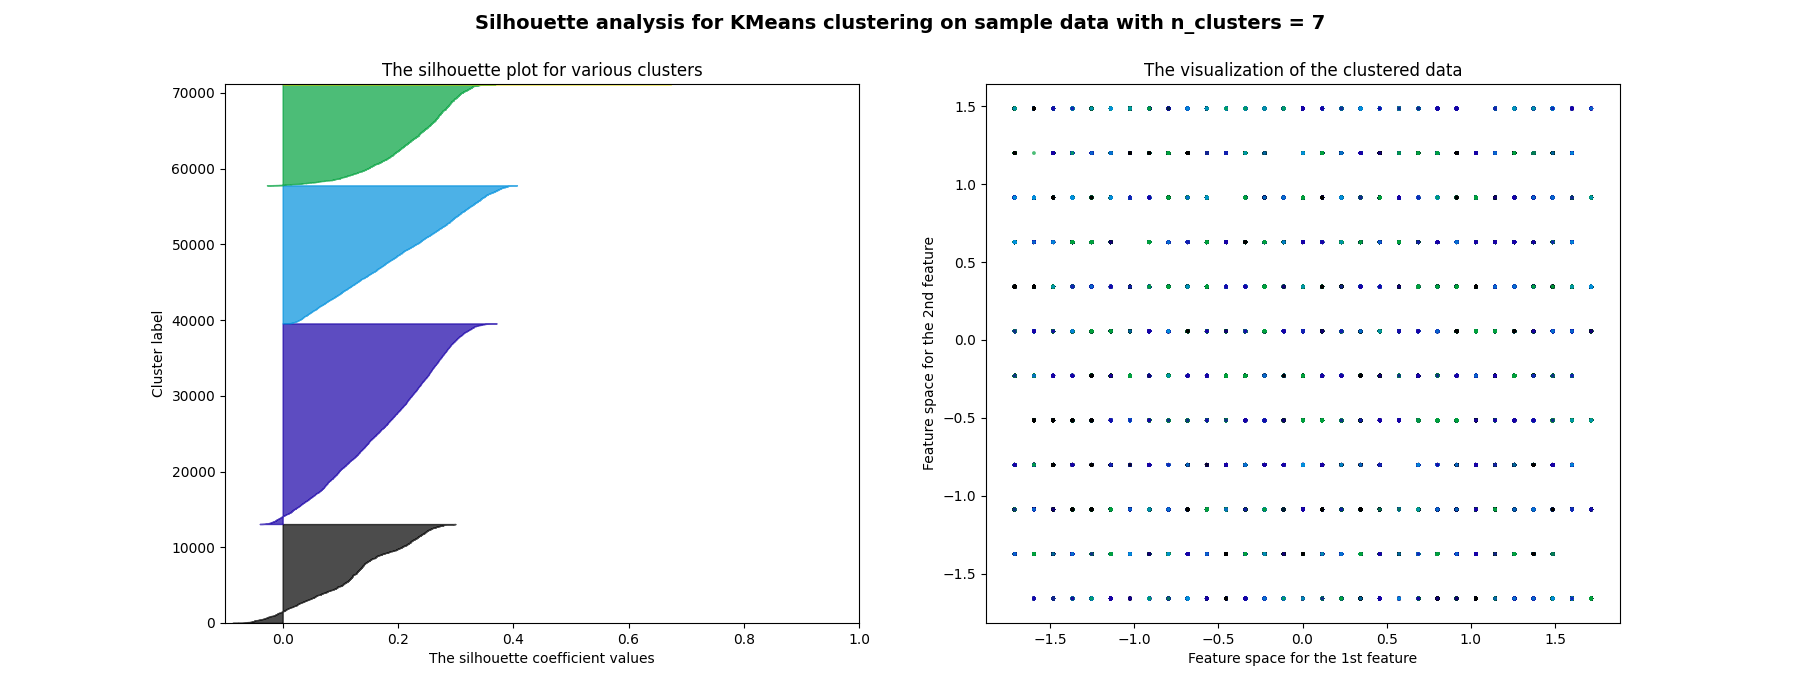 Silhouette analysis for KMeans clustering on sample data with n_clusters = 7
The silhouette plot for various clusters
70000
60000
50000
40000
30000
20000
10000
0
Cluster label
0.0 0.2 0.4 0.6 0.8 1.0
The silhouette coefficient values
The visualization of the clustered data
1.5
1.0
0.5
0.0
−0.5
−1.0
−1.5
Feature space for the 2nd feature
−1.5 −1.0 −0.5 0.0 0.5 1.0 1.5
Feature space for the 1st feature